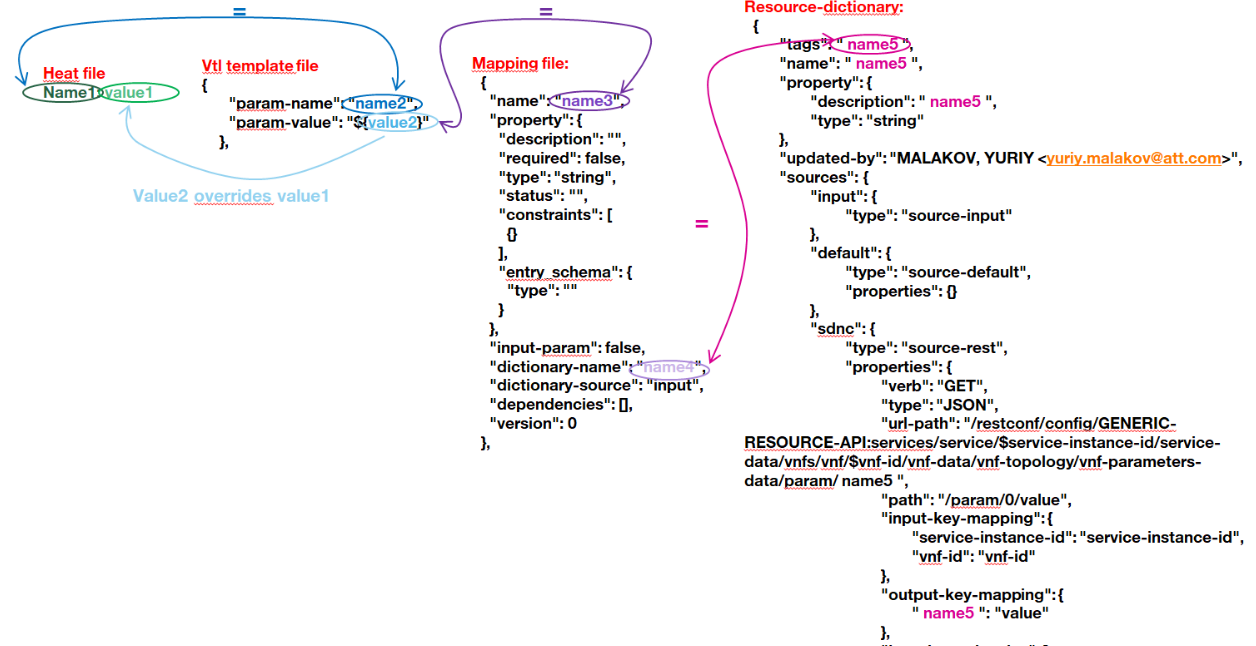 =
Heat file
Name1:value1
Vtl template file
{
"param-name": "name2",
"param-value": "${value2}"
},
Value2 overrides value1
=
Mapping file:
{
"name": "name3",
"property": {
"description": "",
"required": false,
"type": "string",
"status": "",
"constraints": [
{}
],
"entry_schema": {
"type": ""
}
},
"input-param": false,
"dictionary-name": "name4",
"dictionary-source": "input",
"dependencies": [],
"version": 0
},
=
Resource-dictionary:
{
"tags": " name5 ",
"name": " name5 ",
"property": {
"description": " name5 ",
"type": "string"
},
"updated-by": "MALAKOV, YURIY <yuriy.malakov@att.com>",
"sources": {
"input": {
"type": "source-input"
},
"default": {
"type": "source-default",
"properties": {}
},
"sdnc": {
"type": "source-rest",
"properties": {
"verb": "GET",
"type": "JSON",
"url-path": "/restconf/config/GENERIC-
RESOURCE-API:services/service/$service-instance-id/service-
data/vnfs/vnf/$vnf-id/vnf-data/vnf-topology/vnf-parameters-
data/param/ name5 ",
"path": "/param/0/value",
"input-key-mapping": {
"service-instance-id": "service-instance-id",
"vnf-id": "vnf-id"
},
"output-key-mapping": {
" name5 ": "value"
},